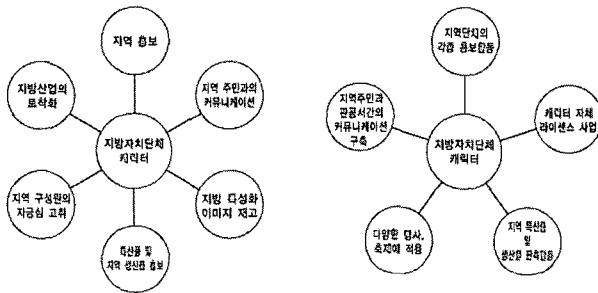 지역 홍보
지방산업의
토착화
지역 주민과의
커뮤니케이션
지방자치단체
캐릭터
지역 구성원의
자긍심 고취
지방 다성화
이미지 재고
특산품 및
지역 생산품 홍보
지역단체의
각종 홍보활동
지역주민과
관공서간의
커뮤니케이션
구축
캐릭터 자체
라이센스 사업
지방자치단체
캐릭터
다양한 행사,
축제에 적용
지역 특산품
및
생산품 판촉활동